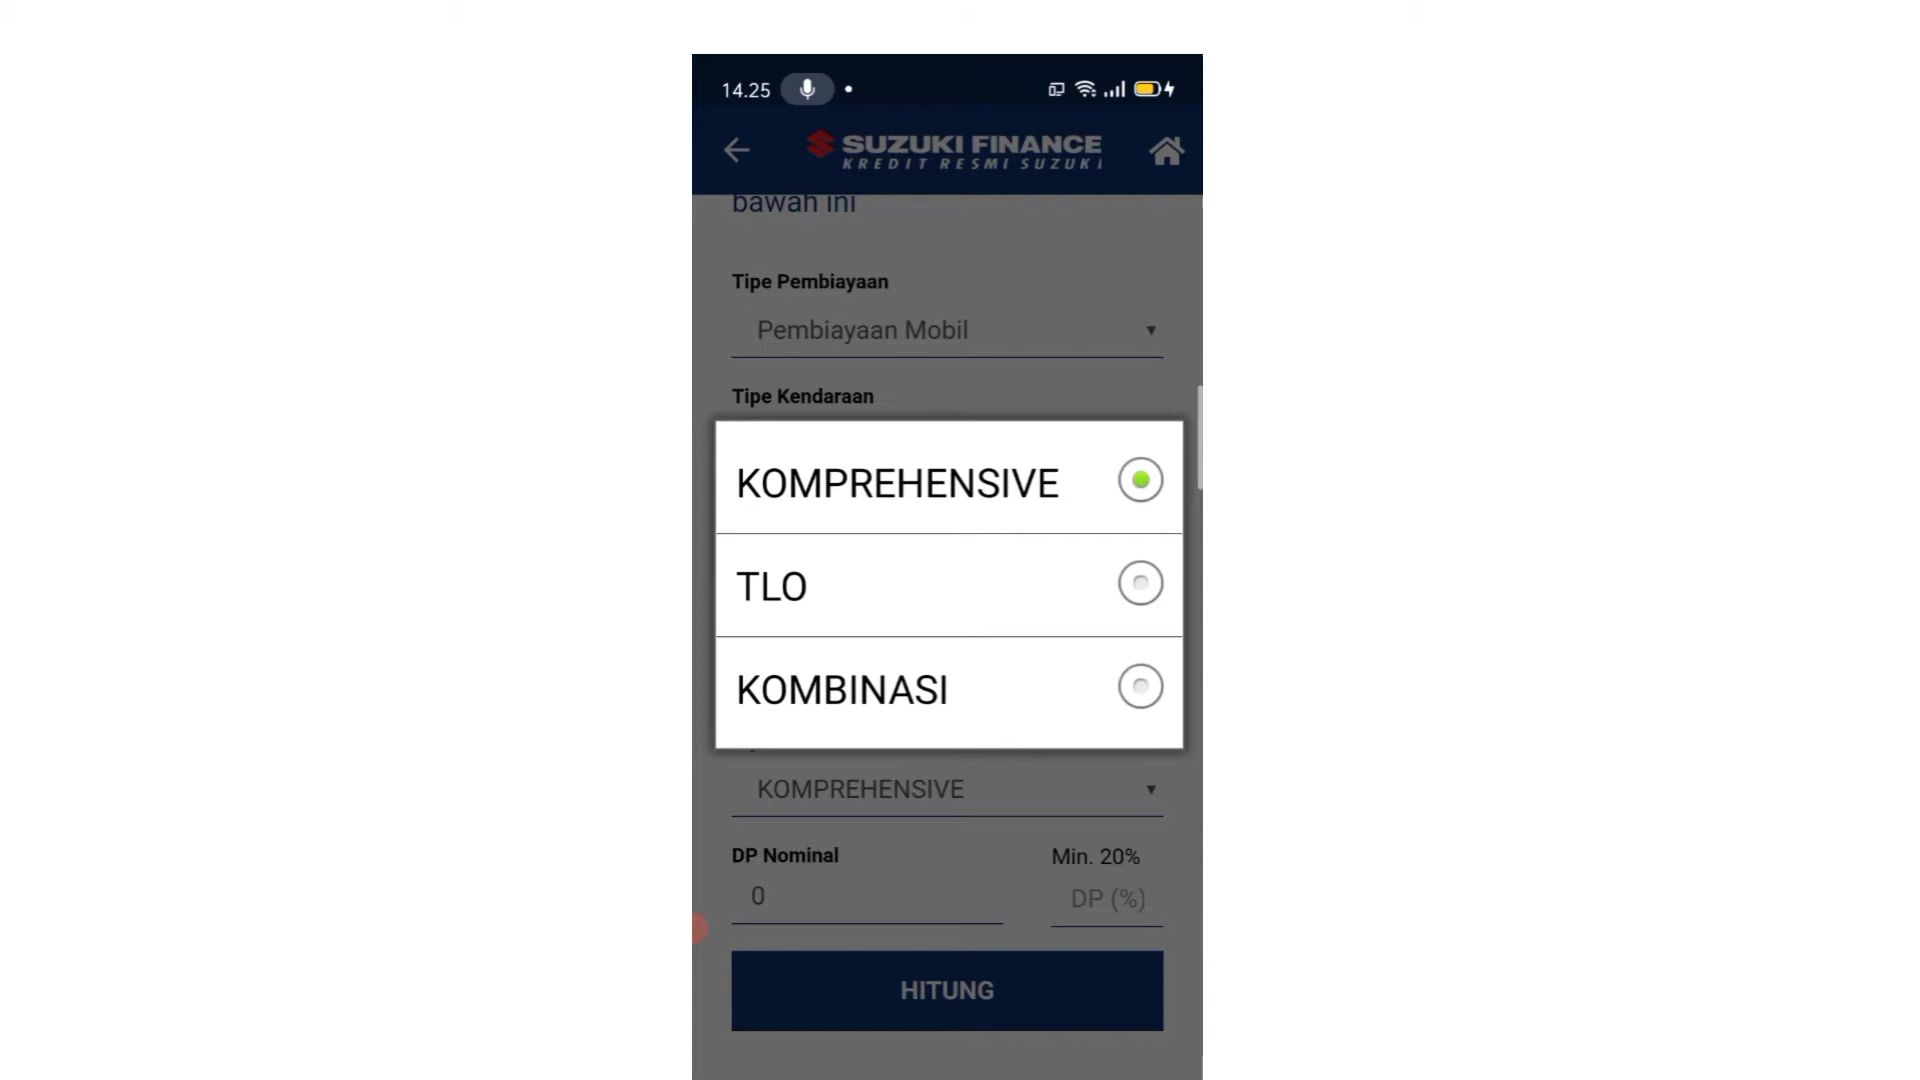 14.25
SUZUKI FINANCE
KREDIT RESMI SUZUKI
bawah ini
Tipe Pembiayaan
Pembiayaan Mobil
Tipe Kendaraan
KOMPREHENSIVE
TLO
KOMBINASI
KOMPREHENSIVE
DP Nominal
Min. 20%
0
DP (%)
HITUNG